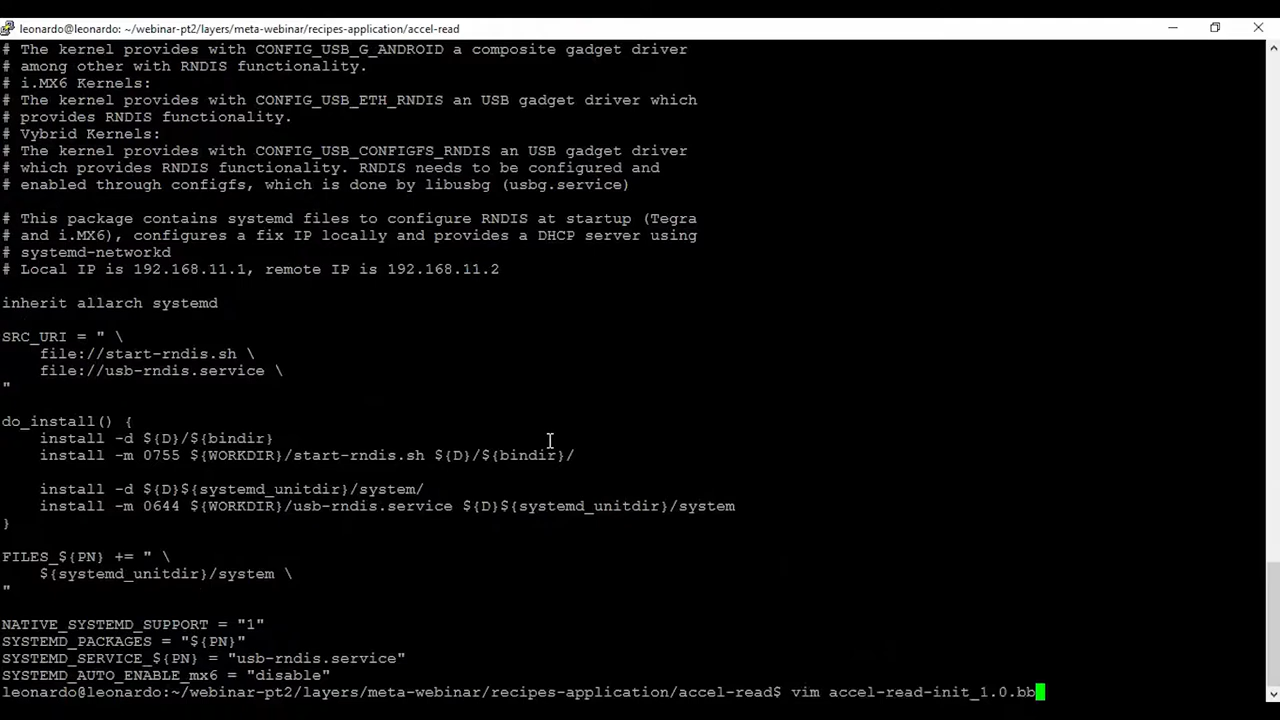 leonardo@leonardo: ~/webinar-pt2/layers/meta-webinar/recipes-application/accel-read
# The kernel provides with CONFIG_USB_G_ANDROID a composite gadget driver
# among other with RNDIS functionality.
# i.MX6 Kernels:
# The kernel provides with CONFIG_USB_ETH_RNDIS an USB gadget driver which
# provides RNDIS functionality.
# Vybrid Kernels:
# The kernel provides with CONFIG_USB_CONFIGFS_RNDIS an USB gadget driver
# which provides RNDIS functionality. RNDIS needs to be configured and
# enabled through configfs, which is done by libusbg (usbg.service)
# This package contains systemd files to configure RNDIS at startup (Tegra
# and i.MX6), configures a fix IP locally and provides a DHCP server using
# systemd-networkd
# Local IP is 192.168.11.1, remote IP is 192.168.11.2
inherit allarch systemd
SRC_URI = " \
    file://start-rndis.sh \
    file://usb-rndis.service \
"
do_install() {
    install -d ${D}/${bindir}
    install -m 0755 ${WORKDIR}/start-rndis.sh ${D}/${bindir}/
    install -d ${D}${systemd_unitdir}/system/
    install -m 0644 ${WORKDIR}/usb-rndis.service ${D}${systemd_unitdir}/system
}
FILES_${PN} += " \
    ${systemd_unitdir}/system \
"
NATIVE_SYSTEMD_SUPPORT = "1"
SYSTEMD_PACKAGES = "${PN}"
SYSTEMD_SERVICE_${PN} = "usb-rndis.service"
SYSTEMD_AUTO_ENABLE_mx6 = "disable"
leonardo@leonardo:~/webinar-pt2/layers/meta-webinar/recipes-application/accel-read$ vim accel-read-init_1.0.bb